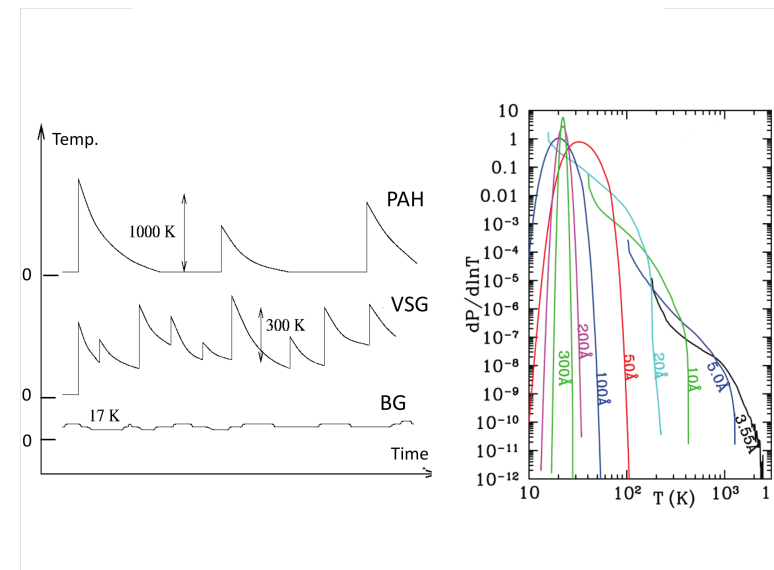 Temp.
PAH
1000 K
0
VSG
300 K
0
BG
17 K
0
Time
10
1
0.1
0.01
10⁻³
10⁻⁴
10⁻⁵
10⁻⁶
10⁻⁷
10⁻⁸
10⁻⁹
10⁻¹⁰
10⁻¹¹
10⁻¹²
dP/dlnT
300Å
200Å
100Å
50Å
20Å
10Å
5.0Å
3.55Å
10
10²
10³
1
T (K)